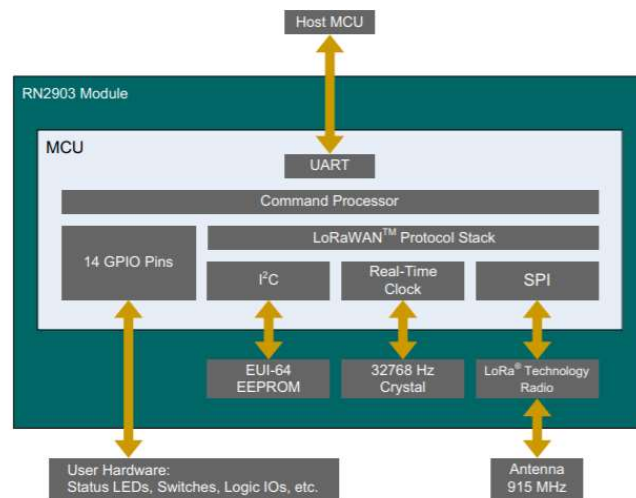 Host MCU
RN2903 Module
MCU
UART
Command Processor
LoRaWAN™ Protocol Stack
14 GPIO Pins
I²C
Real-Time
Clock
SPI
EUI-64
EEPROM
32768 Hz
Crystal
LoRa® Technology
Radio
User Hardware:
Status LEDs, Switches, Logic IOs, etc.
Antenna
915 MHz